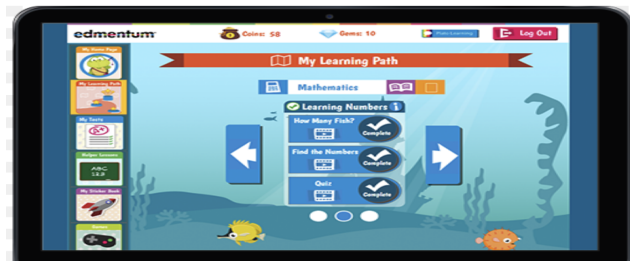 edmentum
Coins: 58
Gems: 10
Log Out
My Home Page
My Learning Path
My Tests
Helper Lessons
ABC
123
My Sticker Book
Games
My Learning Path
Mathematics
Learning Numbers
How Many Fish?
Complete
Find the Numbers
Complete
Quiz
Complete